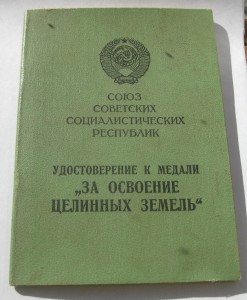 СОЮЗ
СОВЕТСКИХ
СОЦИАЛИСТИЧЕСКИХ
РЕСПУБЛИК
УДОСТОВЕРЕНИЕ К МЕДАЛИ
„ЗА ОСВОЕНИЕ
ЦЕЛИННЫХ ЗЕМЕЛЬ“